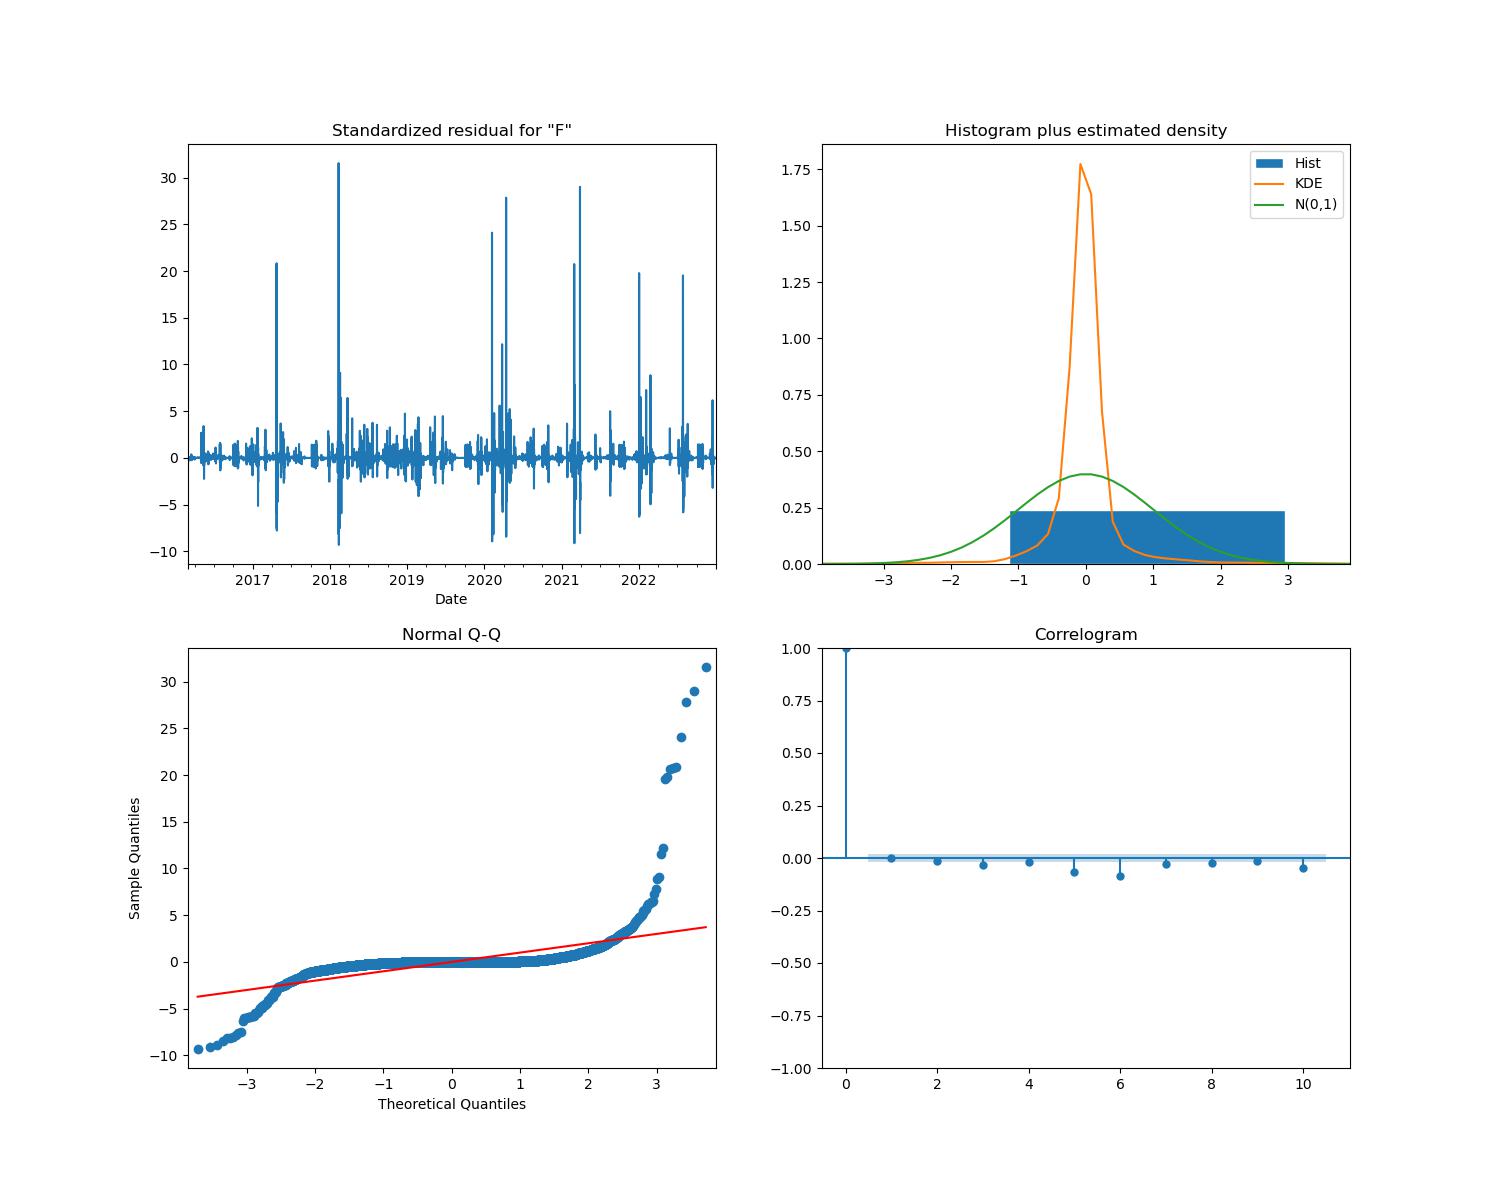 Standardized residual for "F"
30
25
20
15
10
5
0
−5
−10
2017 2018 2019 2020 2021 2022
Date
Histogram plus estimated density
Hist
KDE
N(0,1)
1.75
1.50
1.25
1.00
0.75
0.50
0.25
0.00
−3 −2 −1 0 1 2 3
Normal Q-Q
Sample Quantiles
30
25
20
15
10
5
0
−5
−10
−3 −2 −1 0 1 2 3
Theoretical Quantiles
Correlogram
1.00
0.75
0.50
0.25
0.00
−0.25
−0.50
−0.75
−1.00
0 2 4 6 8 10